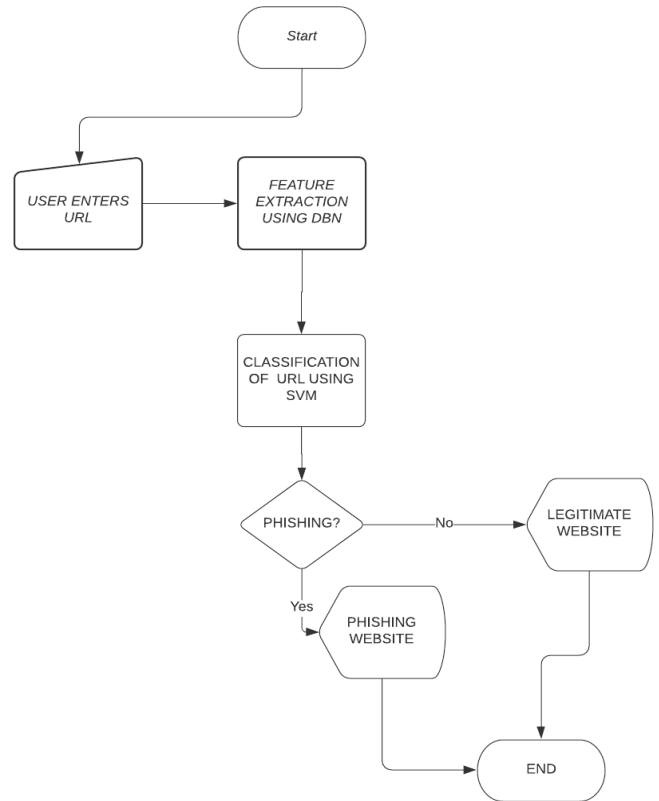 Start
USER ENTERS
URL
FEATURE
EXTRACTION
USING DBN
CLASSIFICATION
OF URL USING
SVM
PHISHING?
No
LEGITIMATE
WEBSITE
Yes
PHISHING
WEBSITE
END